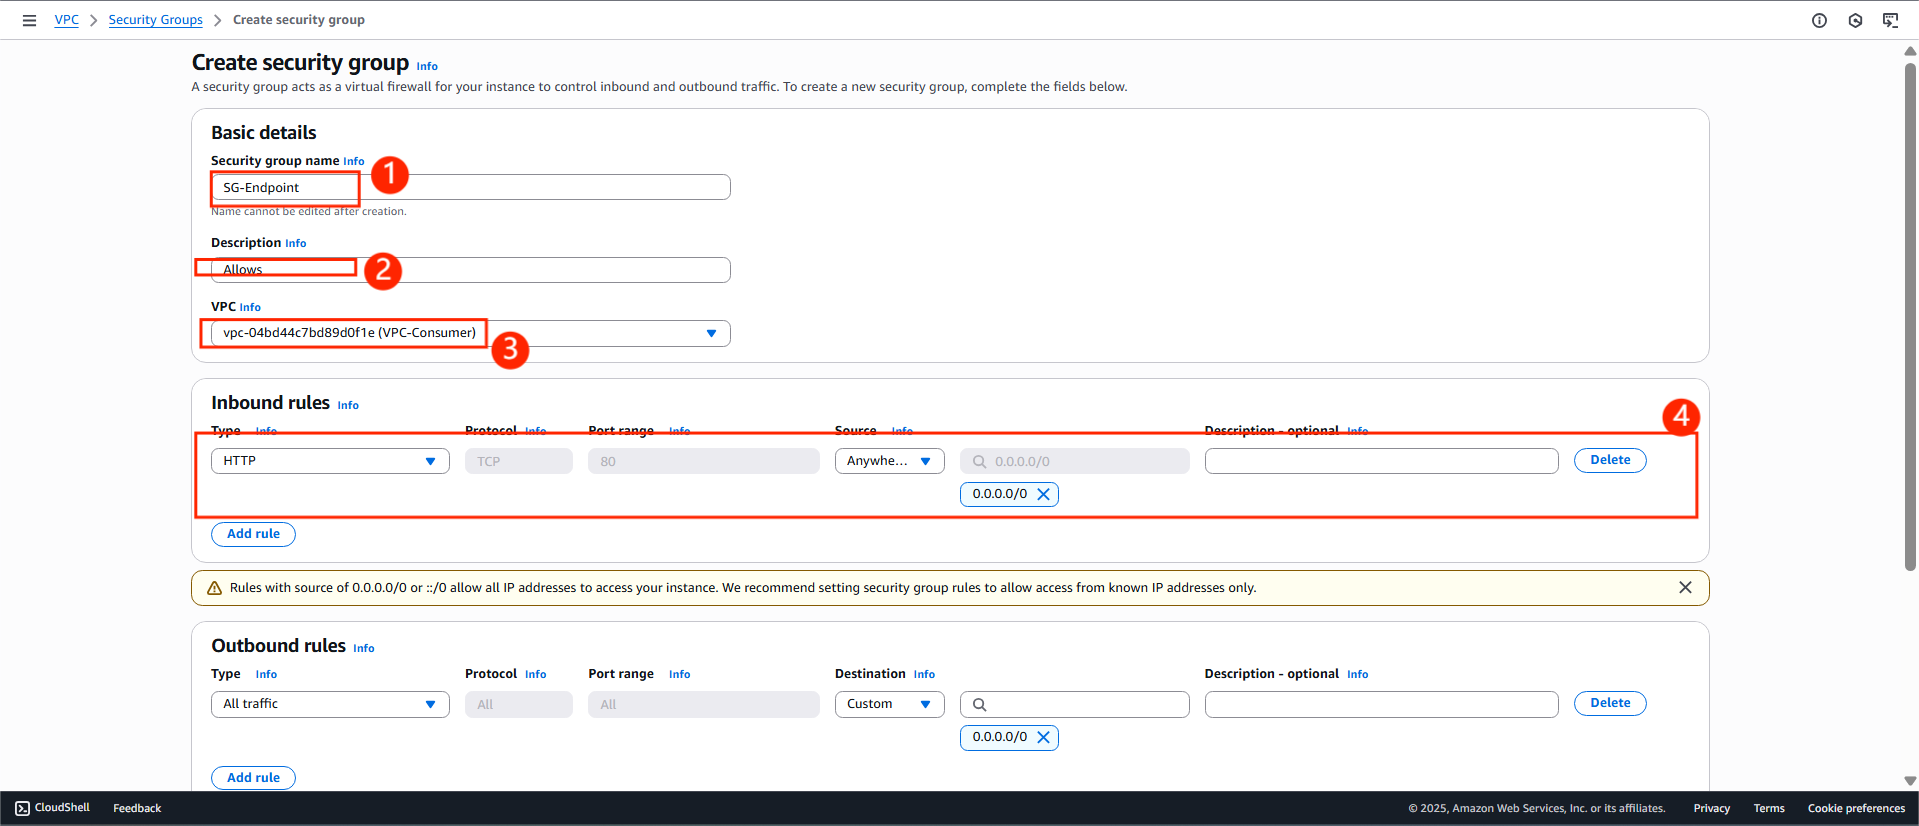 VPC > Security Groups > Create security group
Create security group Info
A security group acts as a virtual firewall for your instance to control inbound and outbound traffic. To create a new security group, complete the fields below.
Basic details
Security group name Info
1
SG-Endpoint
Name cannot be edited after creation.
Description Info
2
Allows
VPC Info
vpc-04bd44c7bd89d0f1e (VPC-Consumer)
3
Inbound rules Info
4
Type Info Protocol Info Port range Info Source Info Description - optional Info
HTTP TCP 80 Anywhe... 0.0.0.0/0 Delete
0.0.0.0/0
Add rule
Rules with source of 0.0.0.0/0 or ::/0 allow all IP addresses to access your instance. We recommend setting security group rules to allow access from known IP addresses only.
Outbound rules Info
Type Info Protocol Info Port range Info Destination Info Description - optional Info
All traffic All All Custom Delete
0.0.0.0/0
Add rule
CloudShell Feedback © 2025, Amazon Web Services, Inc. or its affiliates. Privacy Terms Cookie preferences